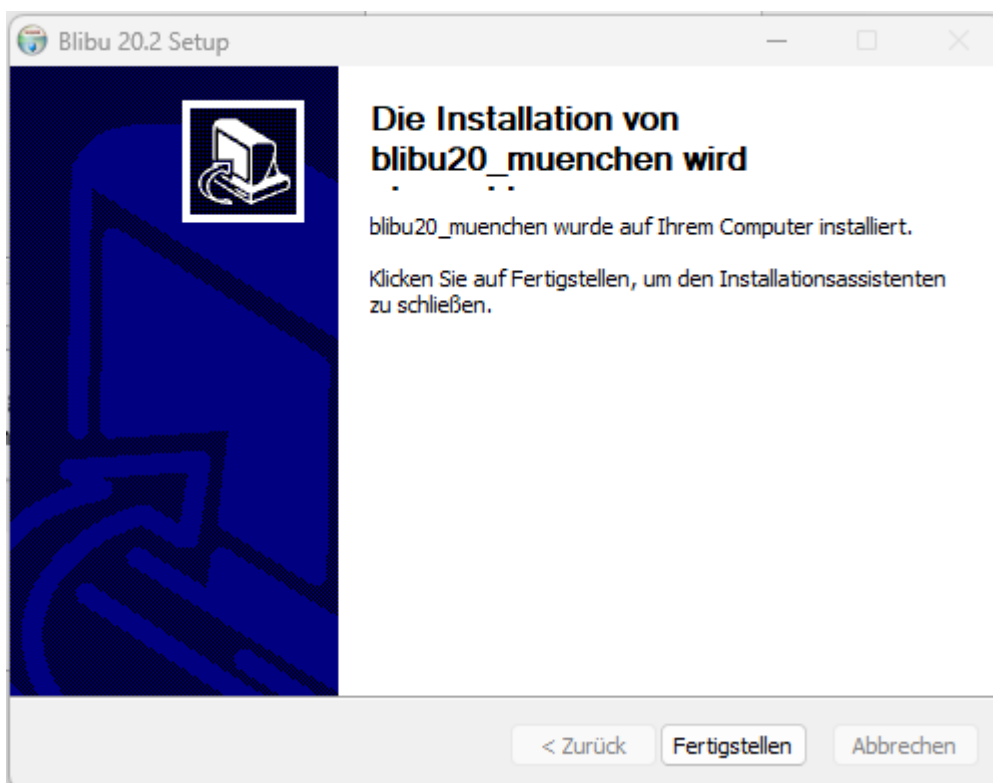 Blibu 20.2 Setup
Die Installation von
blibu20_muenchen wird
blibu20_muenchen wurde auf Ihrem Computer installiert.
Klicken Sie auf Fertigstellen, um den Installationsassistenten
zu schließen.
< Zurück Fertigstellen Abbrechen